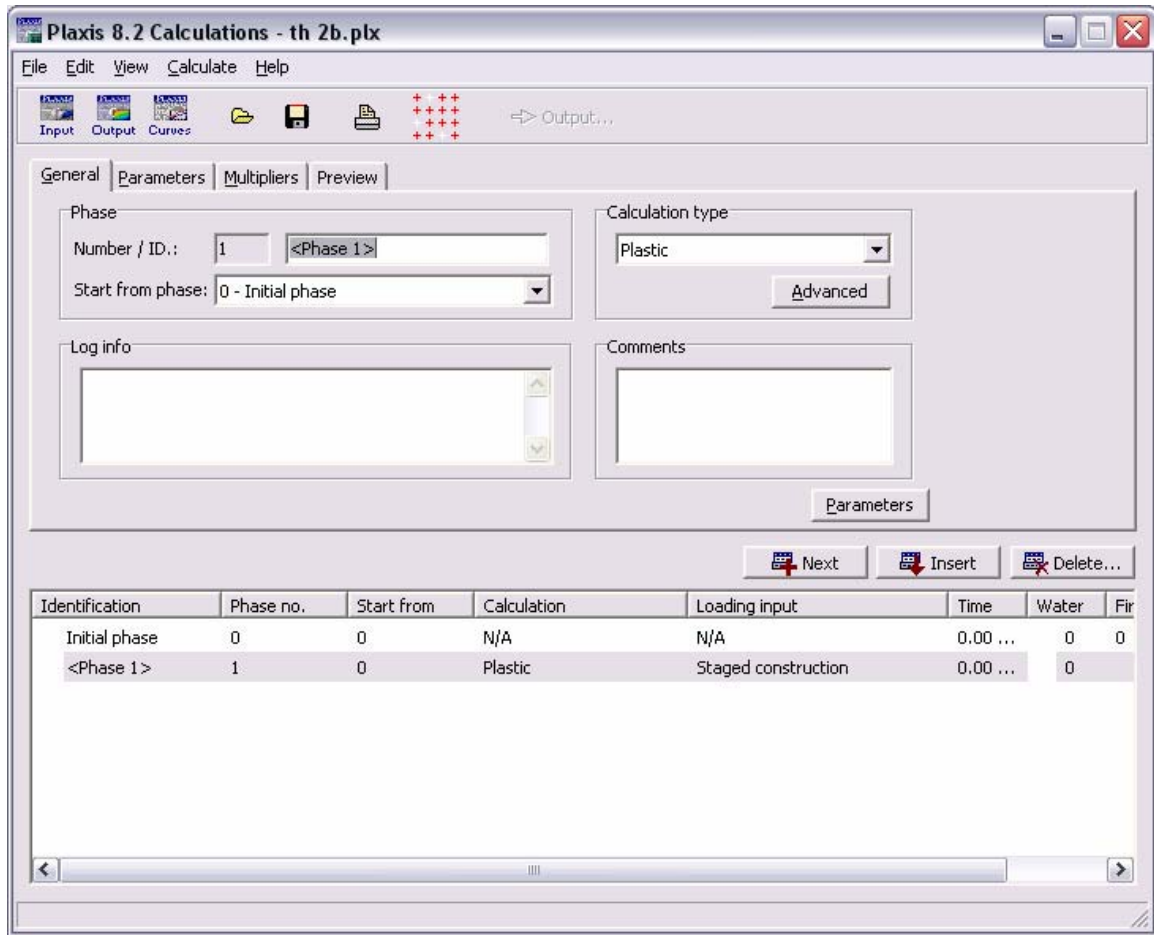 Plaxis 8.2 Calculations - th 2b.plx
File Edit View Calculate Help
Input Output Curves Output...
General Parameters Multipliers Preview
Phase
Number / ID.: 1 <Phase 1>
Start from phase: 0 - Initial phase
Calculation type
Plastic
Advanced
Log info
Comments
Parameters
Next Insert Delete...
Identification Phase no. Start from Calculation Loading input Time Water Fir
Initial phase 0 0 N/A N/A 0.00 ... 0 0
<Phase 1> 1 0 Plastic Staged construction 0.00 ... 0